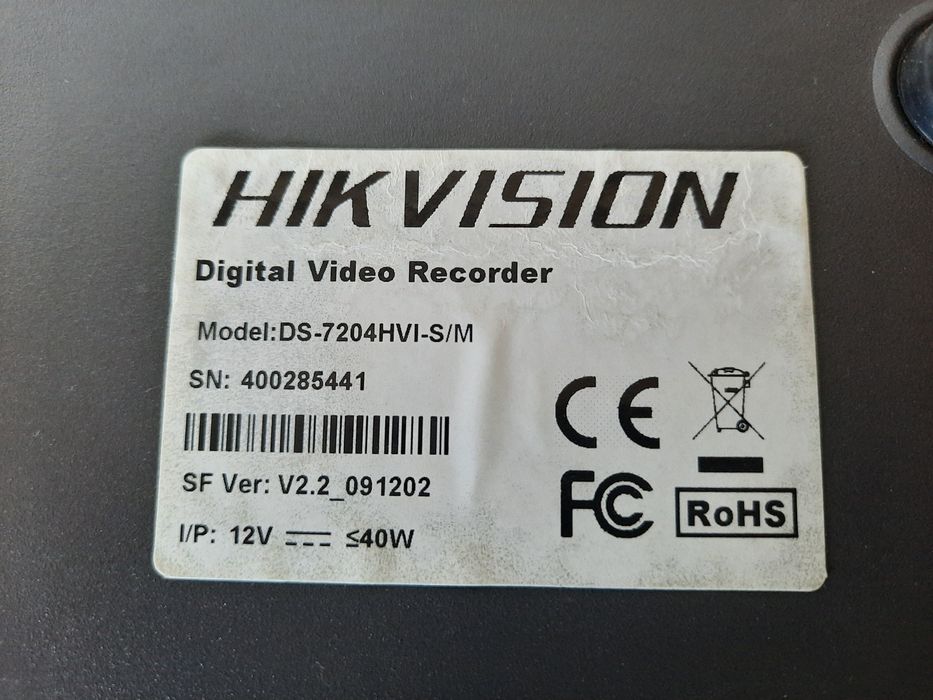 HIKVISION
Digital Video Recorder
Model:DS-7204HVI-S/M
SN: 400285441
SF Ver: V2.2_091202
I/P: 12V ⎓ ≤40W
CE
FC
RoHS